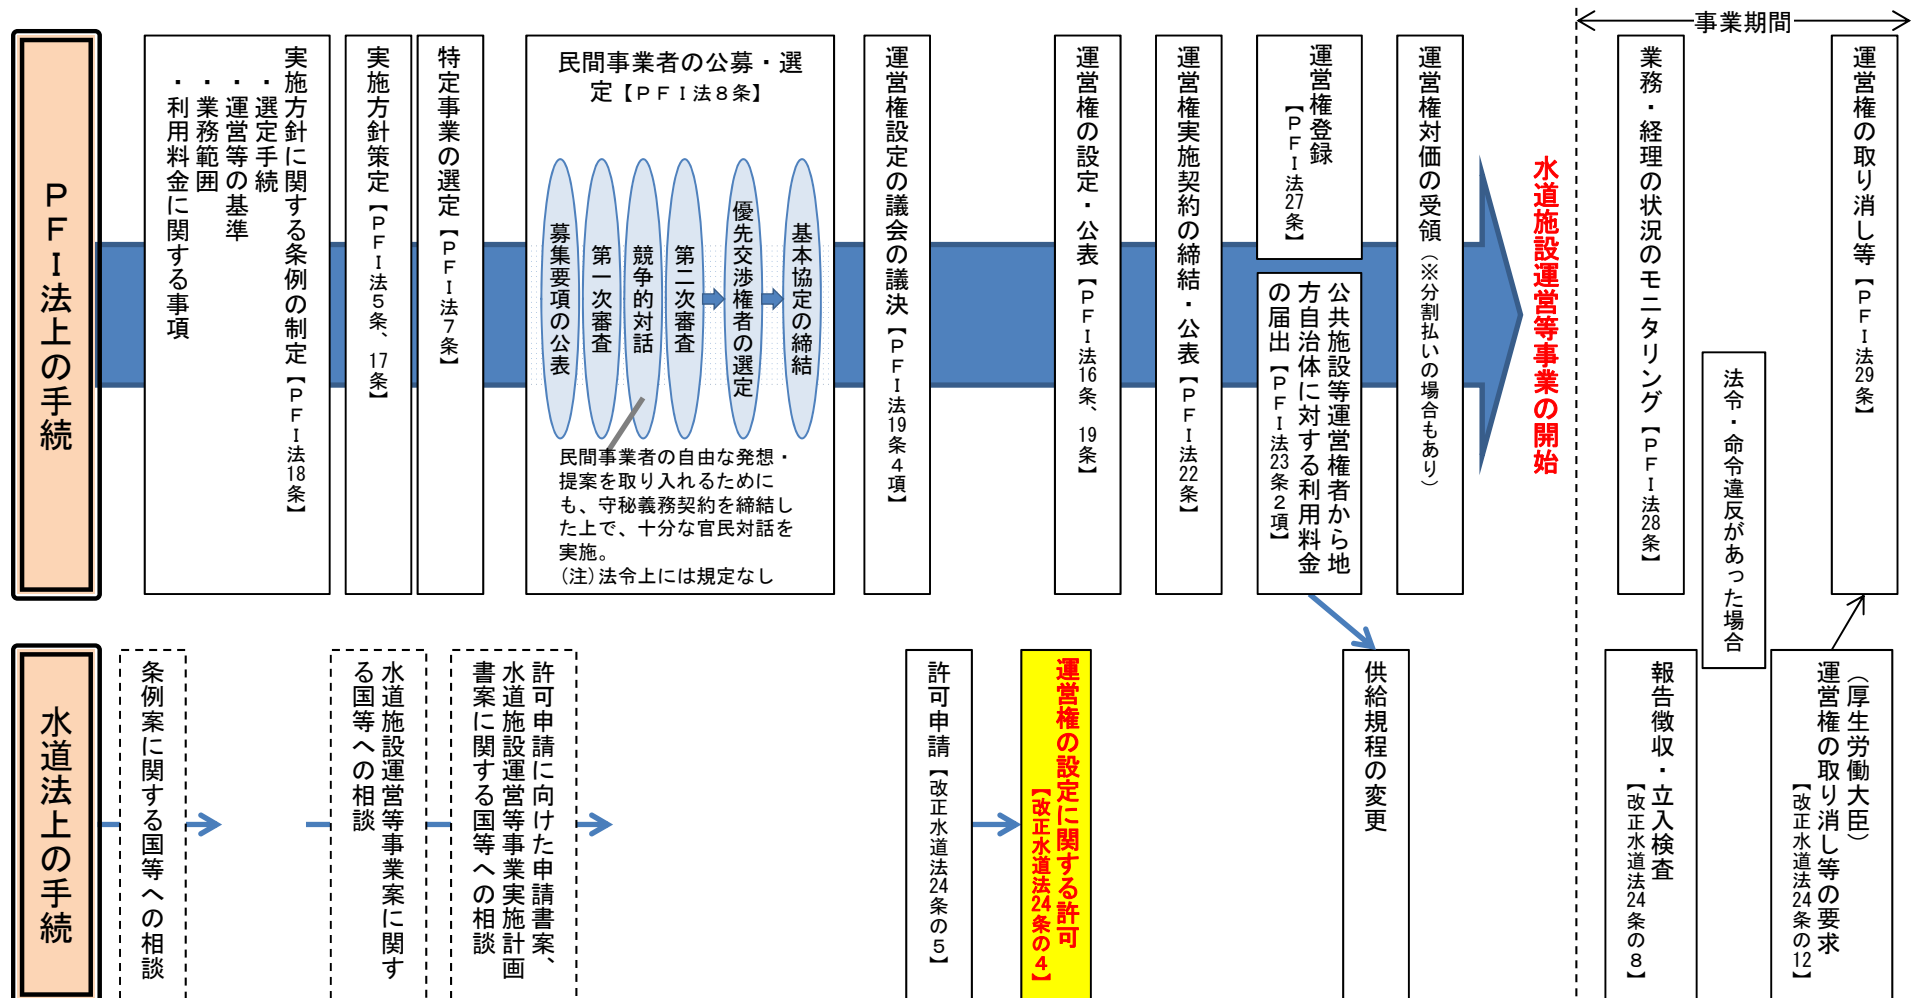 事業期間
PFI法上の手続
実施方針に関する条例の制定【PFI法18条】
・選定手続
・運営等の基準
・業務範囲
・利用料金に関する事項
実施方針策定【PFI法5条、17条】
特定事業の選定【PFI法7条】
民間事業者の公募・選
定【PFI法8条】
募集要項の公表
第一次審査
競争的対話
第二次審査
優先交渉権者の選定
基本協定の締結
民間事業者の自由な発想・
提案を取り入れるためにも
、守秘義務契約を締結し
た上で、十分な官民対話を
実施。
(注)法令上には規定なし
運営権設定の議会の議決【PFI法19条4項】
運営権の設定・公表【PFI法16条、19条】
運営権実施契約の締結・公表【PFI法22条】
運営権登録
【PFI法27条】
公共施設等運営権者から地
方自治体に対する利用料金
の届出【PFI法23条2項】
運営権対価の受領(※分割払いの場合もあり)
水道施設運営等事業の開始
業務・経理の状況のモニタリング【PFI法28条】
法令・命令違反があった場合
運営権の取り消し等【PFI法29条】
水道法上の手続
条例案に関する国等への相談
水道施設運営等事業案に関す
る国等への相談
許可申請に向けた申請書案、
水道施設運営等事業実施計画
書案に関する国等への相談
許可申請【改正水道法24条の5】
運営権の設定に関する許可
【改正水道法24条の4】
供給規程の変更
報告徴収・立入検査
【改正水道法24条の8】
(厚生労働大臣)
運営権の取り消し等の要求
【改正水道法24条の12】